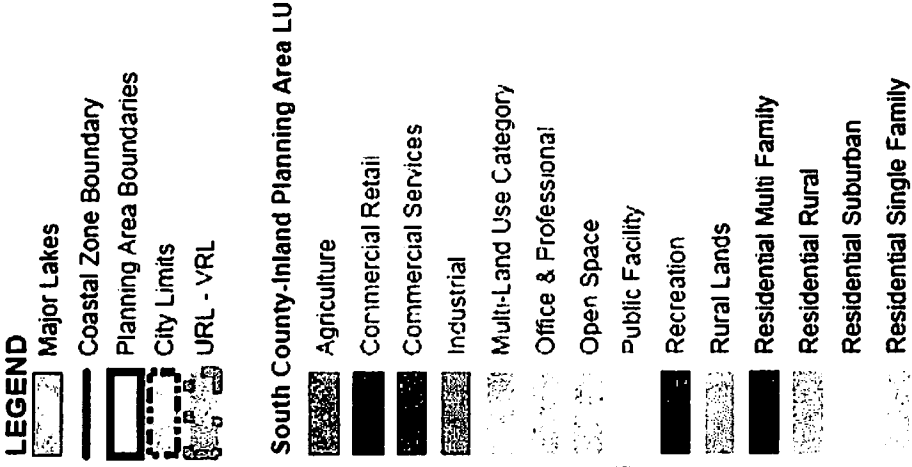 LEGEND
Major Lakes
Coastal Zone Boundary
Planning Area Boundaries
City Limits
URL - VRL
South County-Inland Planning Area LU
Agriculture
Commercial Retail
Commercial Services
Industrial
Multi-Land Use Category
Office & Professional
Open Space
Public Facility
Recreation
Rural Lands
Residential Multi Family
Residential Rural
Residential Suburban
Residential Single Family